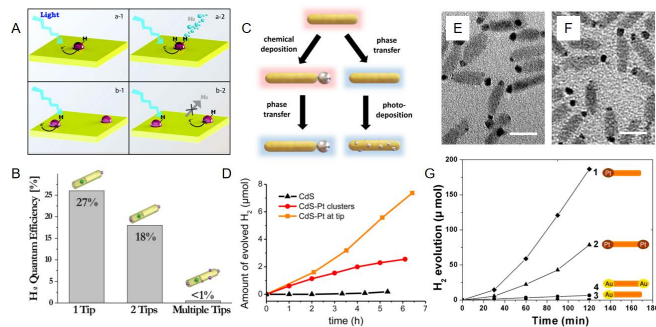 A
Light
a-1
H
H₂
a-2
H
H
b-1
H
H
b-2
H₂
H
B
H₂ Quantum Efficiency [%]
30
25
20
15
10
5
0
27%
18%
<1%
1 Tip
2 Tips
Multiple Tips
C
chemical
deposition
phase
transfer
phase
transfer
photo-
deposition
D
Amount of evolved H₂ (μmol)
8
6
4
2
0
CdS
CdS-Pt clusters
CdS-Pt at tip
0 1 2 3 4 5 6 7
time (h)
E
F
G
H₂ evolution (μ mol)
200
150
100
50
0
1
Pt
2
Pt
Pt
4
Au
Au
3
Au
0 20 40 60 80 100 120 140 160 180
Time (min)